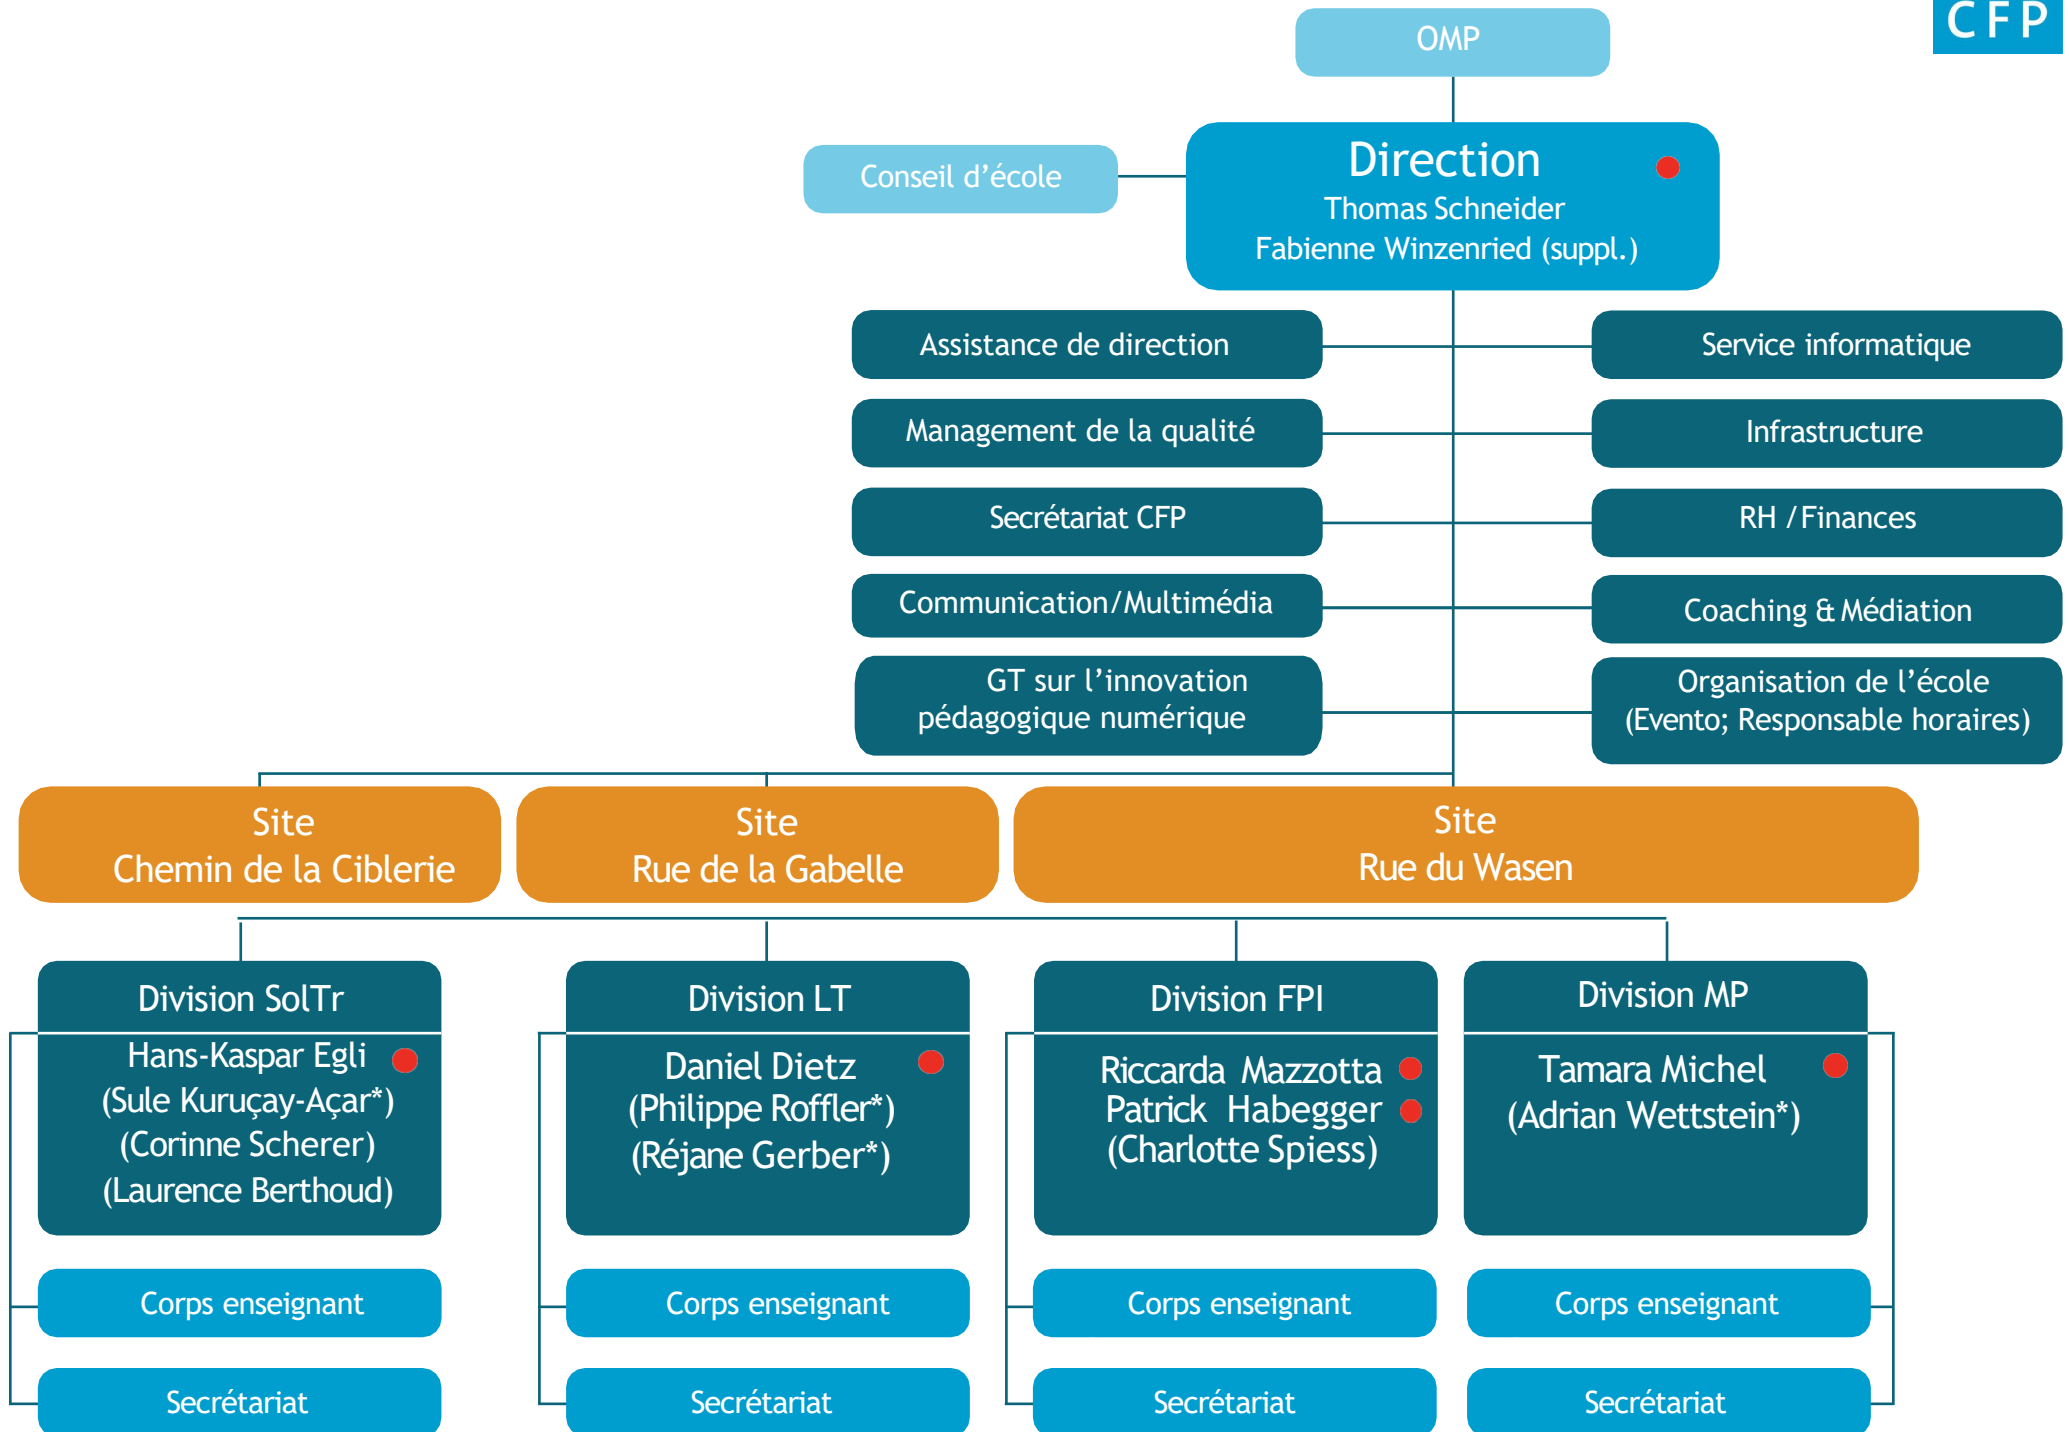 CFP
OMP
Direction
Thomas Schneider
Fabienne Winzenried (suppl.)
Conseil d’école
Assistance de direction
Service informatique
Management de la qualité
Infrastructure
Secrétariat CFP
RH / Finances
Communication/Multimédia
Coaching & Médiation
GT sur l’innovation
pédagogique numérique
Organisation de l’école
(Evento; Responsable horaires)
Site
Chemin de la Ciblerie
Site
Rue de la Gabelle
Site
Rue du Wasen
Division SolTr
Hans-Kaspar Egli
(Sule Kuruçay-Açar*)
(Corinne Scherer)
(Laurence Berthoud)
Corps enseignant
Secrétariat
Division LT
Daniel Dietz
(Philippe Roffler*)
(Réjane Gerber*)
Corps enseignant
Secrétariat
Division FPI
Riccarda Mazzotta
Patrick Habegger
(Charlotte Spiess)
Corps enseignant
Secrétariat
Division MP
Tamara Michel
(Adrian Wettstein*)
Corps enseignant
Secrétariat